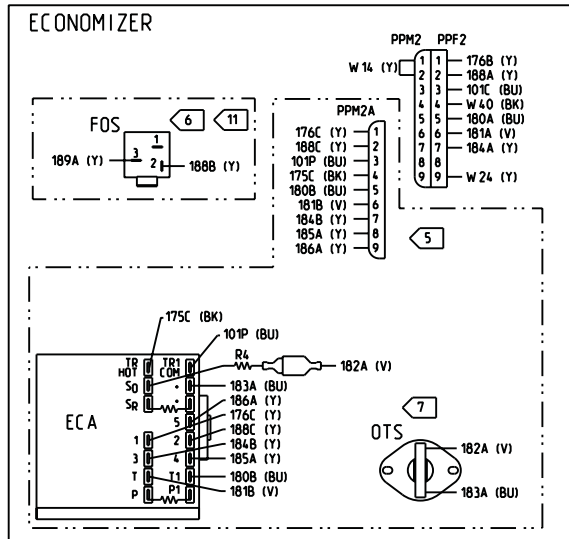 ECONOMIZER
PPM2 PPF2
W14 (Y)
1 1 176B (Y)
2 2 188A (Y)
3 3 101C (BU)
4 4 W40 (BK)
5 5 180A (BU)
6 6 181A (V)
7 7 184A (Y)
8 8
9 9 W24 (Y)
FOS
6
11
1
3
2
189A (Y)
188B (Y)
PPM2A
176C (Y) 1
188C (Y) 2
101P (BU) 3
175C (BK) 4
180B (BU) 5
181B (V) 6
184B (Y) 7
185A (Y) 8
186A (Y) 9
5
175C (BK)
101P (BU)
R4
182A (V)
TR HOT
TR1 COM
SO
183A (BU)
SR
186A (Y)
5
176C (Y)
ECA
1
2
188C (Y)
184B (Y)
3
4
185A (Y)
T
T1
180B (BU)
181B (V)
P
P1
7
OTS
182A (V)
183A (BU)